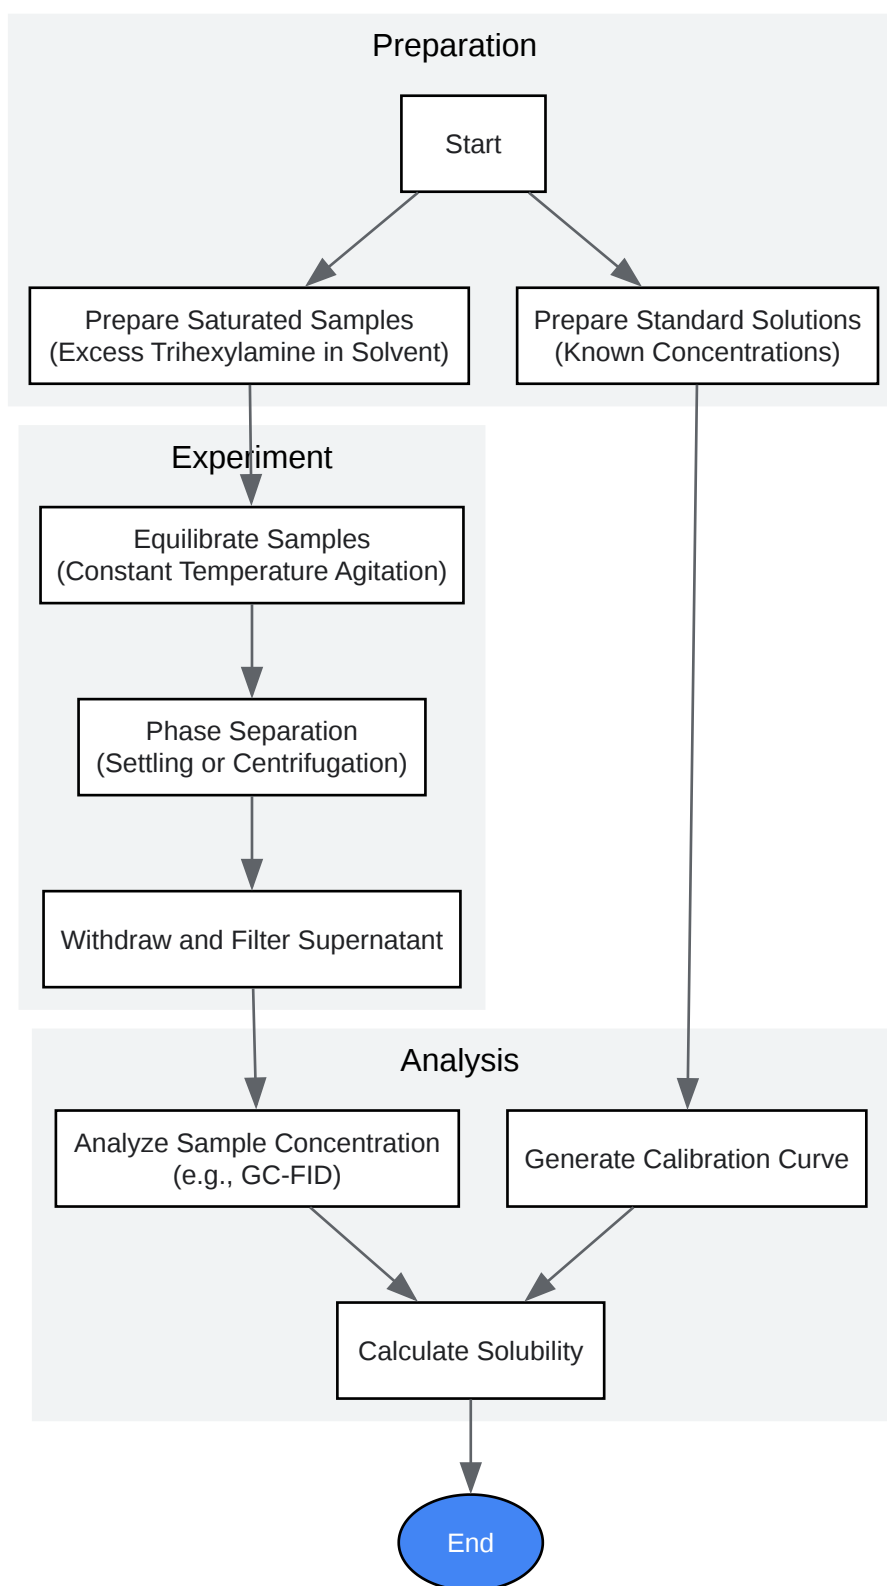 Preparation
Start
Prepare Saturated Samples
(Excess Trihexylamine in Solvent)
Prepare Standard Solutions
(Known Concentrations)
Experiment
Equilibrate Samples
(Constant Temperature Agitation)
Phase Separation
(Settling or Centrifugation)
Withdraw and Filter Supernatant
Analysis
Analyze Sample Concentration
(e.g., GC-FID)
Generate Calibration Curve
Calculate Solubility
End